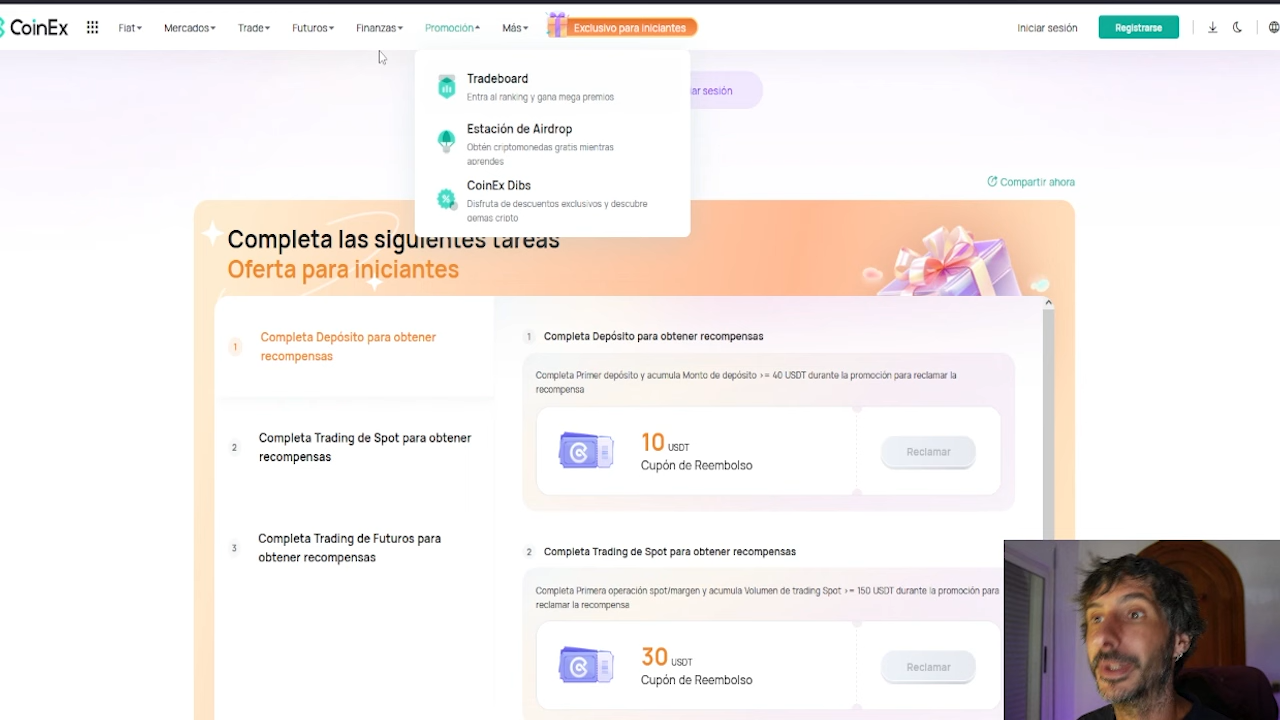 CoinEx
Fiat
Mercados
Trade
Futuros
Finanzas
Promoción
Más
Exclusivo para iniciantes
Iniciar sesión
Registrarse
Tradeboard
Entra al ranking y gana mega premios
ar sesión
Estación de Airdrop
Obtén criptomonedas gratis mientras
aprendes
CoinEx Dibs
Disfruta de descuentos exclusivos y descubre
gemas cripto
Compartir ahora
Completa las siguientes tareas
Oferta para iniciantes
1
Completa Depósito para obtener
recompensas
2
Completa Trading de Spot para obtener
recompensas
3
Completa Trading de Futuros para
obtener recompensas
1 Completa Depósito para obtener recompensas
Completa Primer depósito y acumula Monto de depósito >= 40 USDT durante la promoción para reclamar la
recompensa
10 USDT
Cupón de Reembolso
Reclamar
2 Completa Trading de Spot para obtener recompensas
Completa Primera operación spot/margen y acumula Volumen de trading Spot >= 150 USDT durante la promoción para
reclamar la recompensa
30 USDT
Cupón de Reembolso
Reclamar